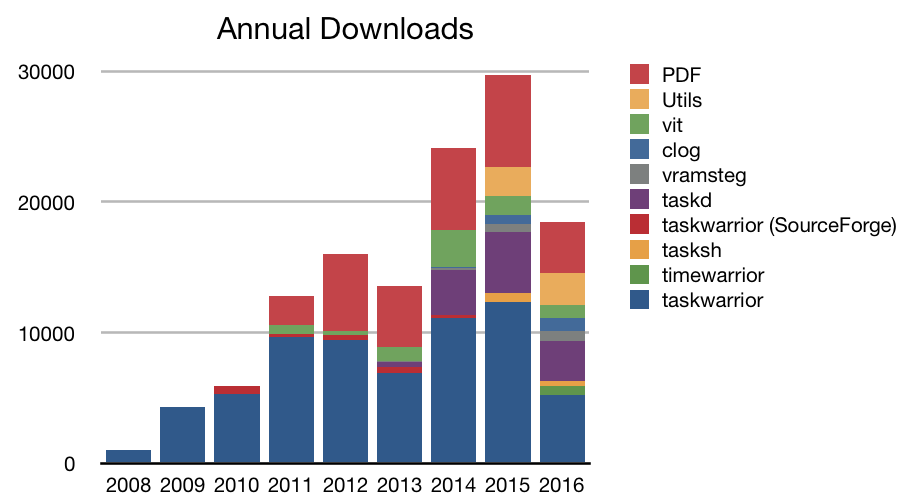 Annual Downloads
30000
20000
10000
0
2008 2009 2010 2011 2012 2013 2014 2015 2016
PDF
Utils
vit
clog
vramsteg
taskd
taskwarrior (SourceForge)
tasksh
timewarrior
taskwarrior